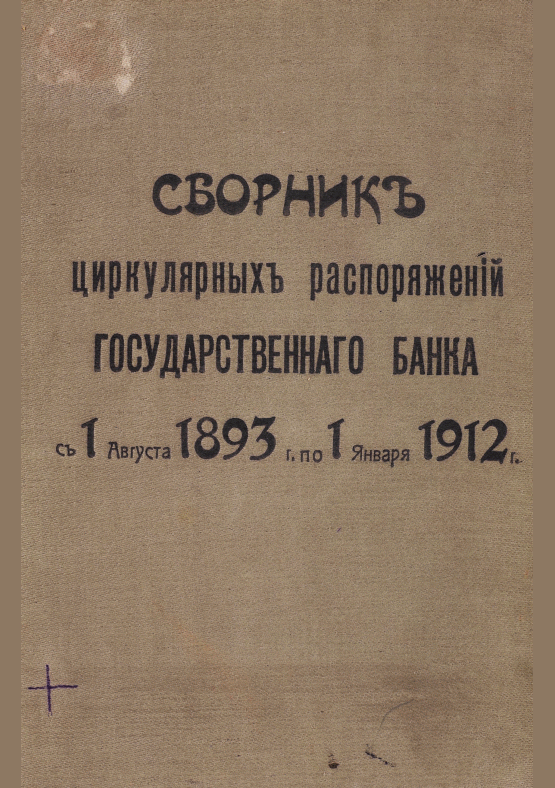 СБОРНИКЪ
циркулярныхъ распоряженій
ГОСУДАРСТВЕННАГО БАНКА
съ 1 Августа 1893 г. по 1 Января 1912 г.